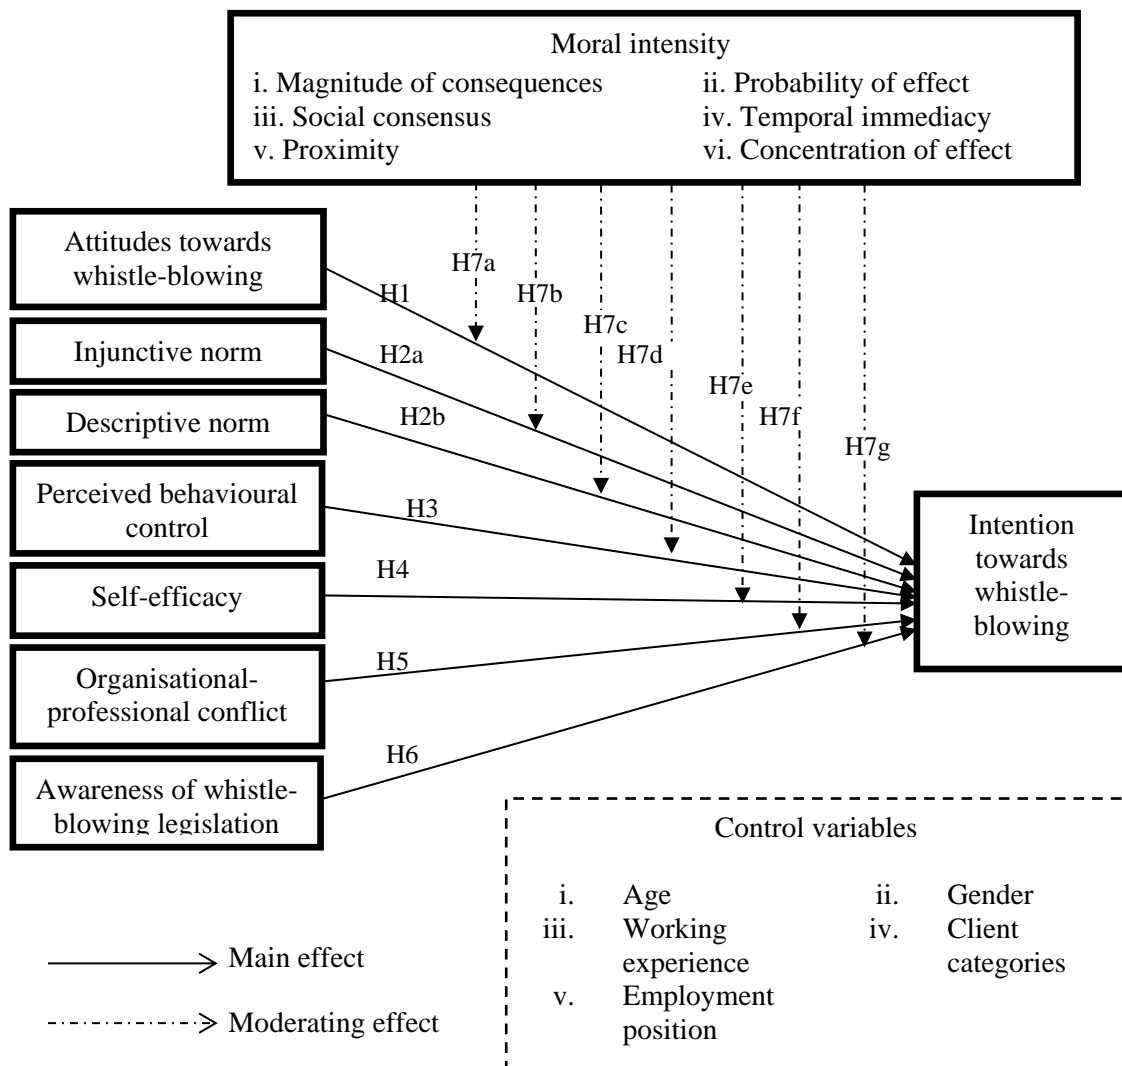 Moral intensity
i. Magnitude of consequences
ii. Probability of effect
iii. Social consensus
iv. Temporal immediacy
v. Proximity
vi. Concentration of effect
Attitudes towards
whistle-blowing
Injunctive norm
Descriptive norm
Perceived behavioural
control
Self-efficacy
Organisational-
professional conflict
Awareness of whistle-
blowing legislation
H1
H2a
H2b
H3
H4
H5
H6
H7a
H7b
H7c
H7d
H7e
H7f
H7g
Intention
towards
whistle-
blowing
Control variables
i. Age
ii. Gender
iii. Working
experience
iv. Client
categories
v. Employment
position
Main effect
Moderating effect